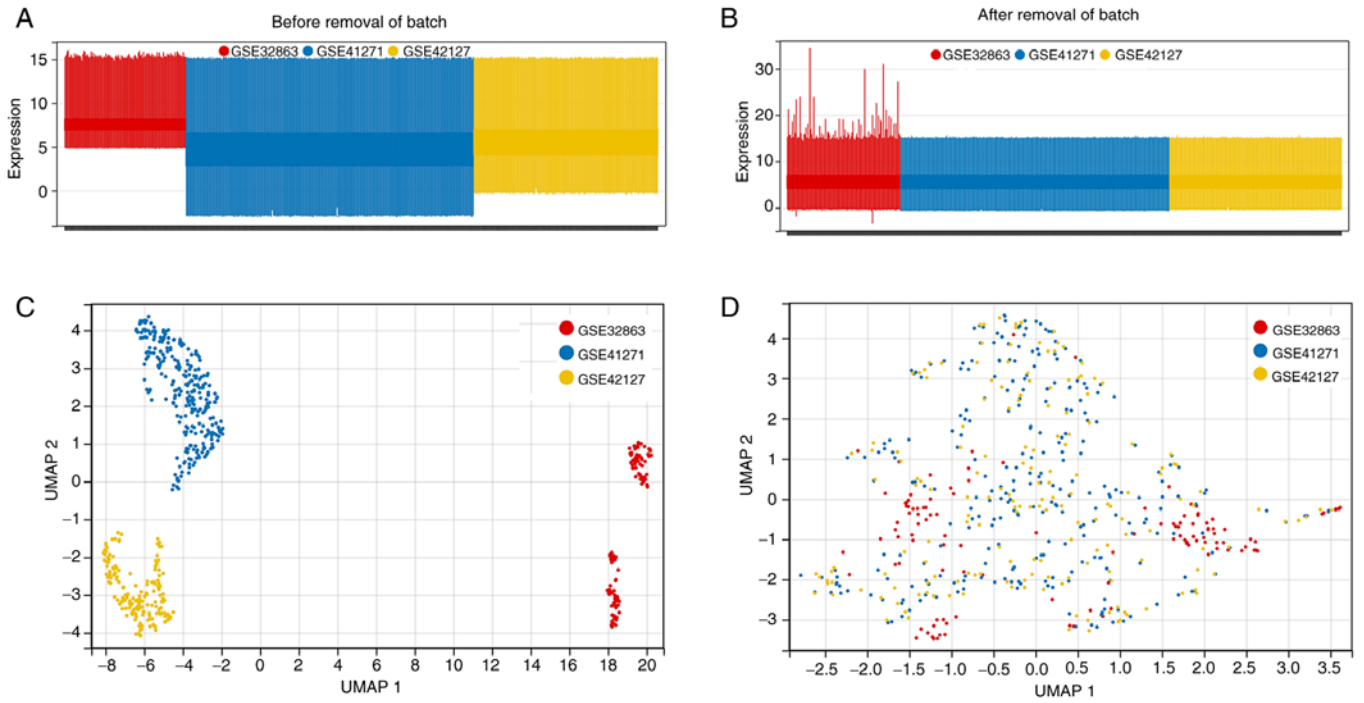 A
Before removal of batch
GSE32863 GSE41271 GSE42127
Expression
15
10
5
0
B
After removal of batch
GSE32863 GSE41271 GSE42127
Expression
30
20
10
0
C
GSE32863
GSE41271
GSE42127
UMAP 2
4
3
2
1
0
−1
−2
−3
−4
−8 −6 −4 −2 0 2 4 6 8 10 12 14 16 18 20
UMAP 1
D
GSE32863
GSE41271
GSE42127
UMAP 2
4
3
2
1
0
−1
−2
−3
−2.5 −2.0 −1.5 −1.0 −0.5 0.0 0.5 1.0 1.5 2.0 2.5 3.0 3.5
UMAP 1